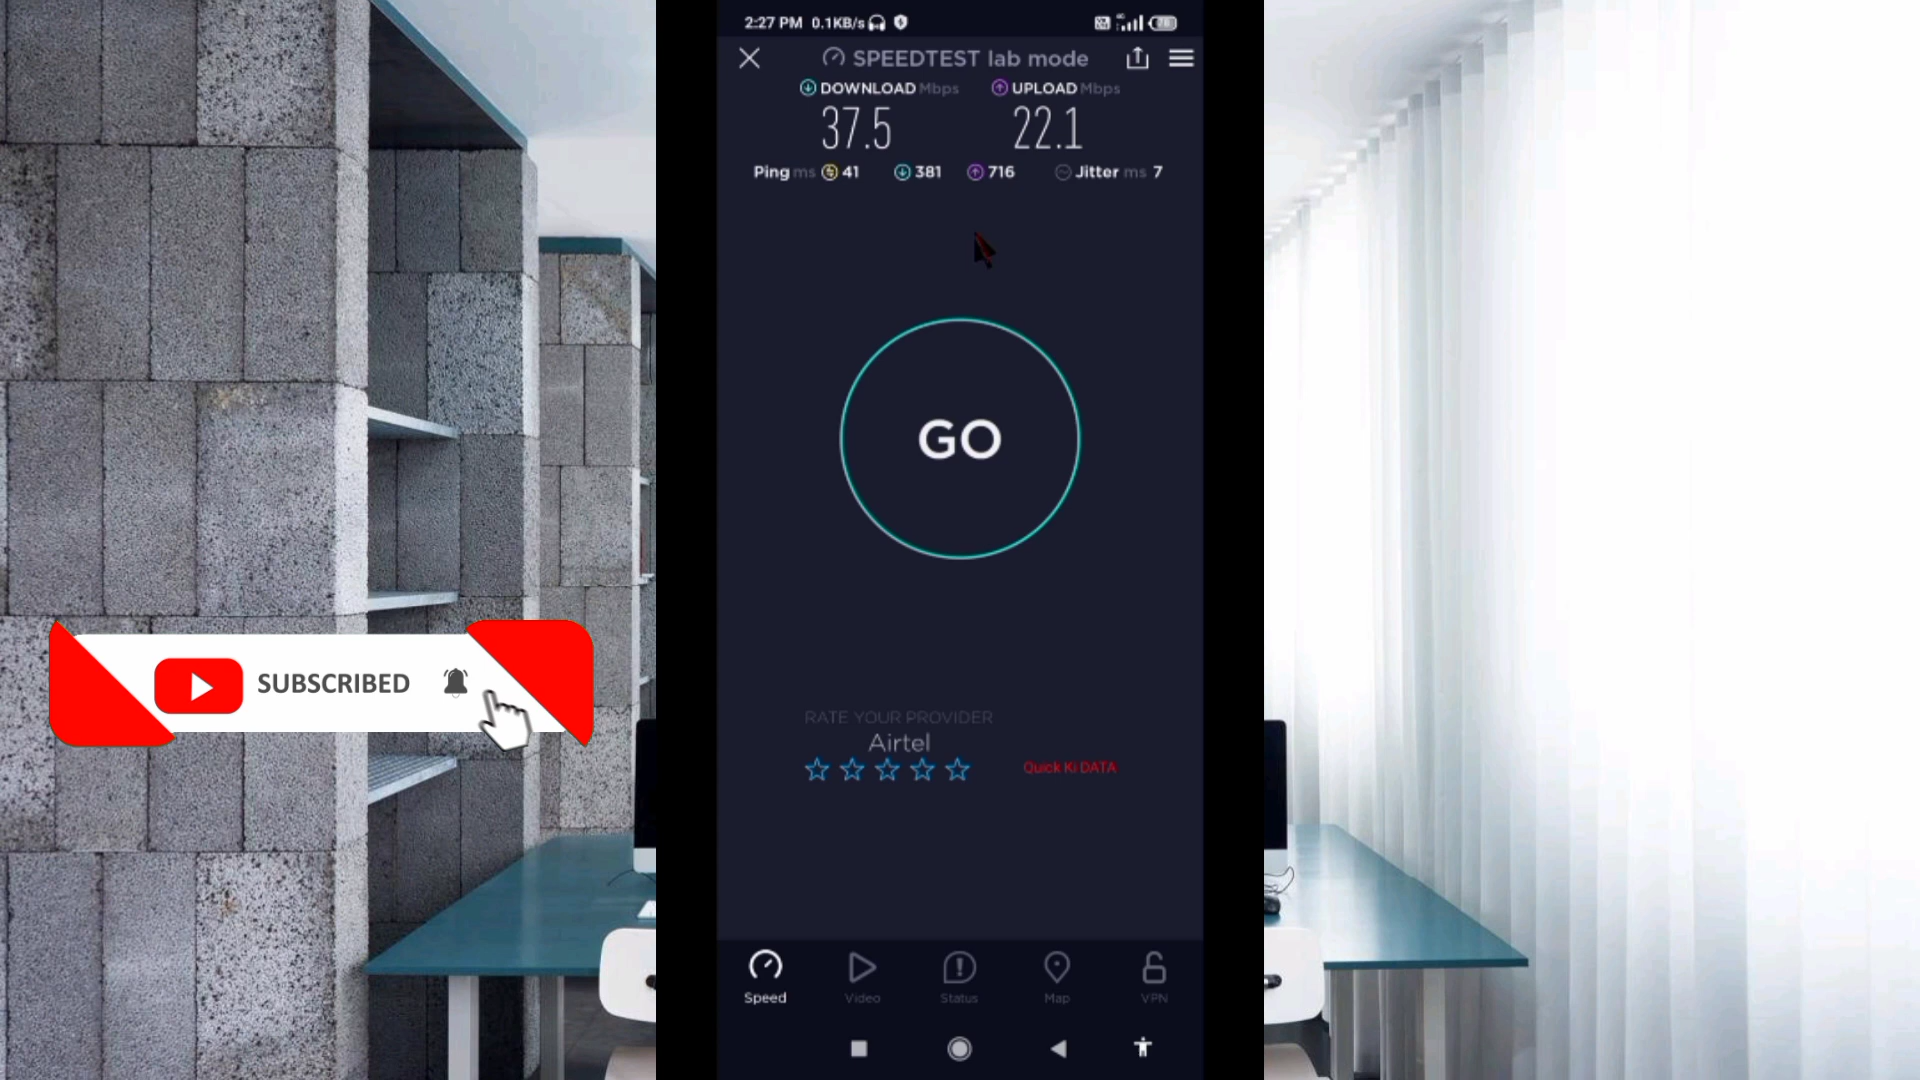 2:27 PM 0.1KB/s
SPEEDTEST lab mode
DOWNLOAD Mbps UPLOAD Mbps
37.5 22.1
Ping ms 41 381 716 Jitter ms 7
GO
SUBSCRIBED
RATE YOUR PROVIDER
Airtel
Quick Ki DATA
Speed Video Status Map VPN